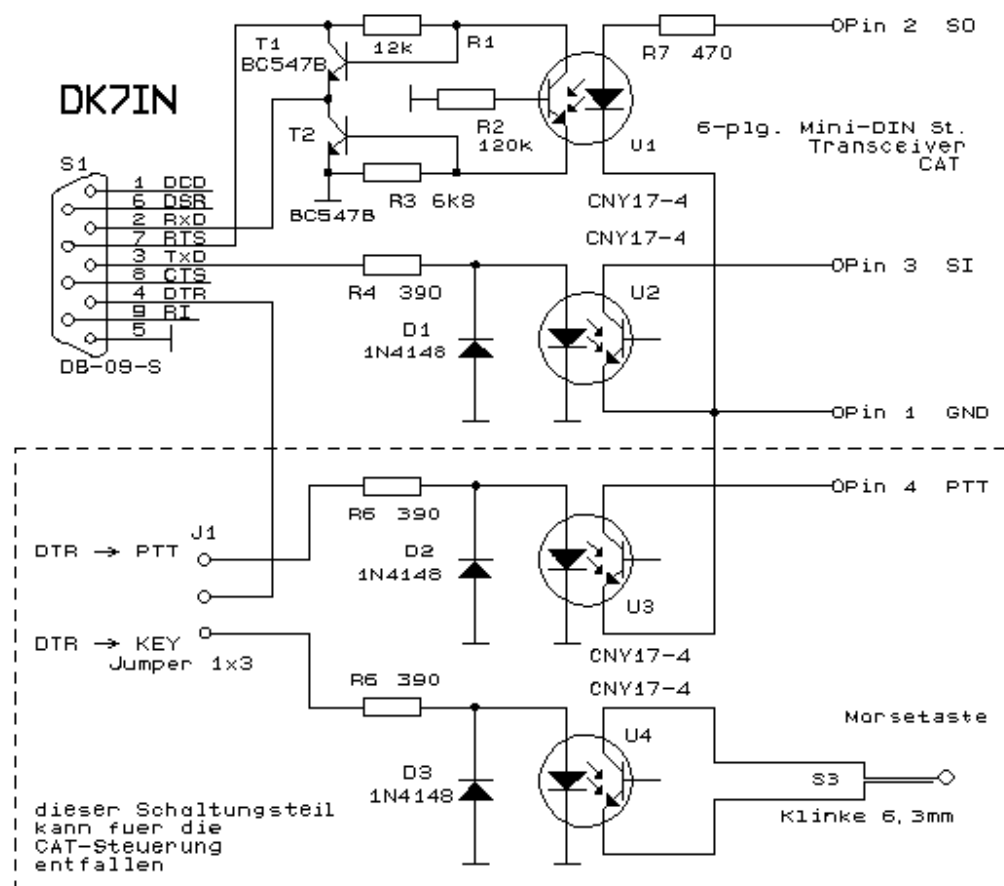 OPin 2 SO
T1
BC547B
12k
R1
R7 470
DK7IN
R2
120k
T2
U1
6-plg. Mini-DIN St.
Transceiver
CAT
S1
1 DCD
6 DSR
2 RxD
7 RTS
3 TxD
8 CTS
4 DTR
9 RI
5
DB-09-S
BC547B
R3 6k8
CNY17-4
CNY17-4
OPin 3 SI
R4 390
U2
D1
1N4148
OPin 1 GND
OPin 4 PTT
R6 390
J1
DTR → PTT
D2
1N4148
U3
DTR → KEY
Jumper 1x3
CNY17-4
CNY17-4
R6 390
U4
Morsetaste
D3
1N4148
S3
Klinke 6,3mm
dieser Schaltungsteil
kann fuer die
CAT-Steuerung
entfallen